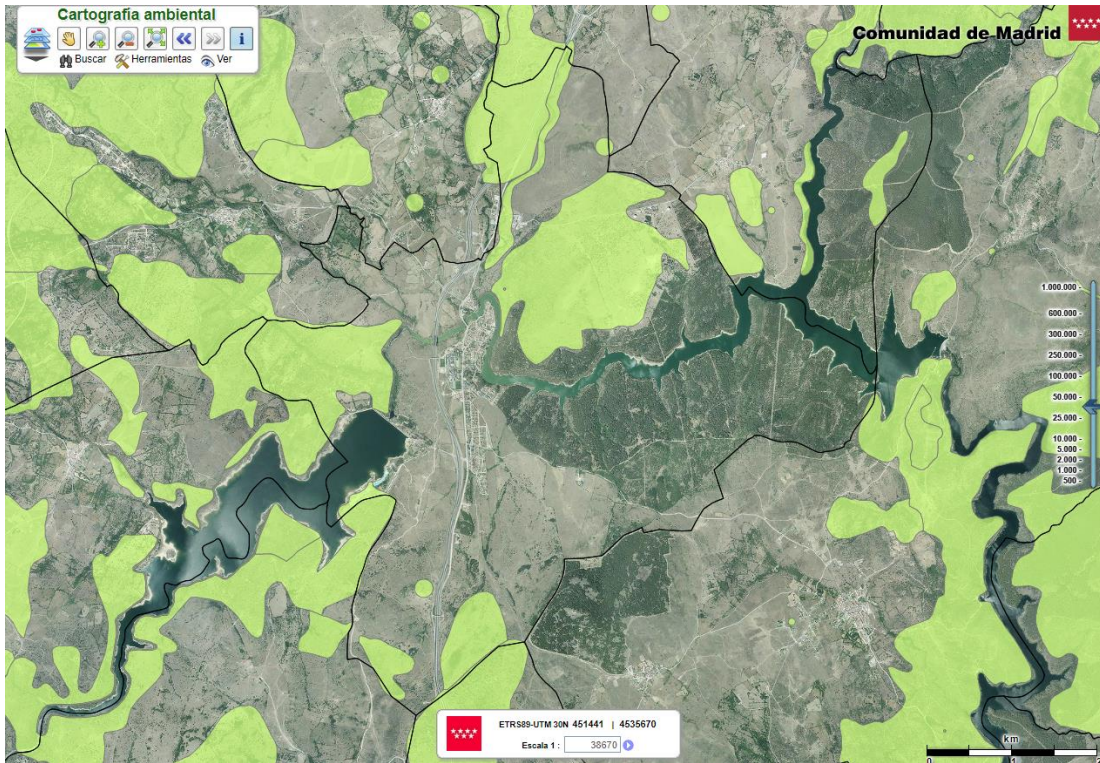 Cartografía ambiental
Buscar Herramientas Ver
Comunidad de Madrid
1.000.000 -
600.000 -
300.000 -
250.000 -
100.000 -
50.000 -
25.000 -
10.000 -
5.000 -
2.000 -
1.000 -
500 -
ETRS89-UTM 30N 451441 | 4535670
Escala 1 : 38670
km
0 1 2